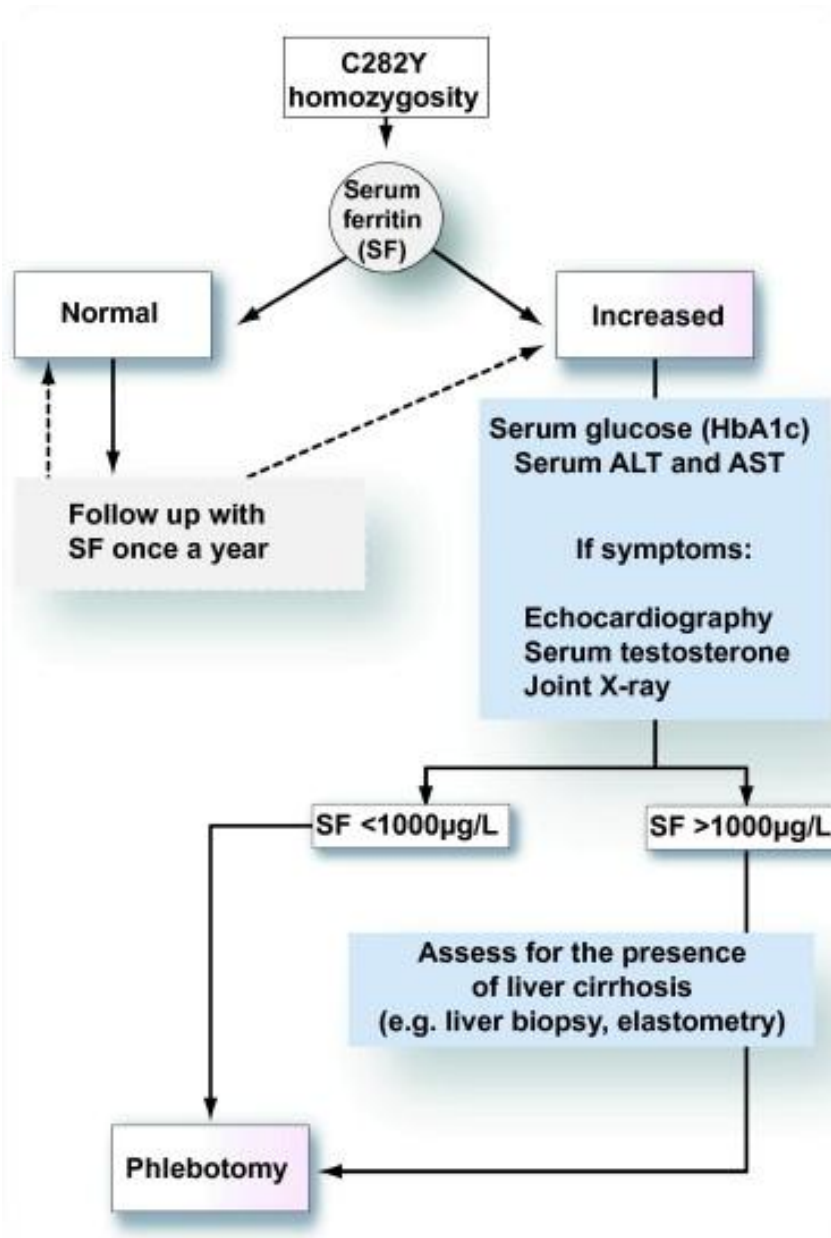 C282Y
homozygosity
Serum
ferritin
(SF)
Normal
Increased
Follow up with
SF once a year
Serum glucose (HbA1c)
Serum ALT and AST
If symptoms:
Echocardiography
Serum testosterone
Joint X-ray
SF <1000µg/L
SF >1000µg/L
Assess for the presence
of liver cirrhosis
(e.g. liver biopsy, elastometry)
Phlebotomy